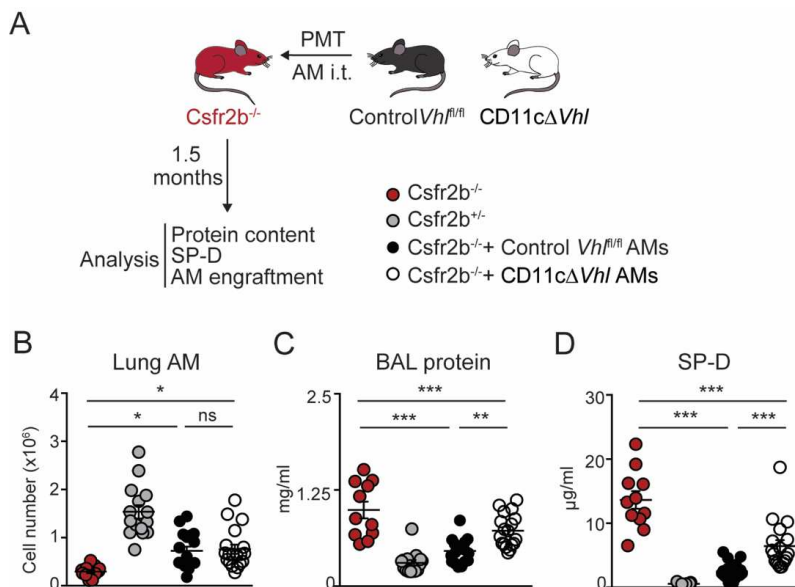 A
PMT
AM i.t.
Csfr2b-/-
ControlVhlfl/fl
CD11cΔVhl
1.5
months
Analysis
Protein content
SP-D
AM engraftment
Csfr2b-/-
Csfr2b+/-
Csfr2b-/-+ Control Vhlfl/fl AMs
Csfr2b-/-+ CD11cΔVhl AMs
B
Lung AM
*
*
ns
Cell number (x10⁶)
4
3
2
1
0
C
BAL protein
***
***
**
mg/ml
2.5
1.25
0
D
SP-D
***
***
***
µg/ml
30
20
10
0